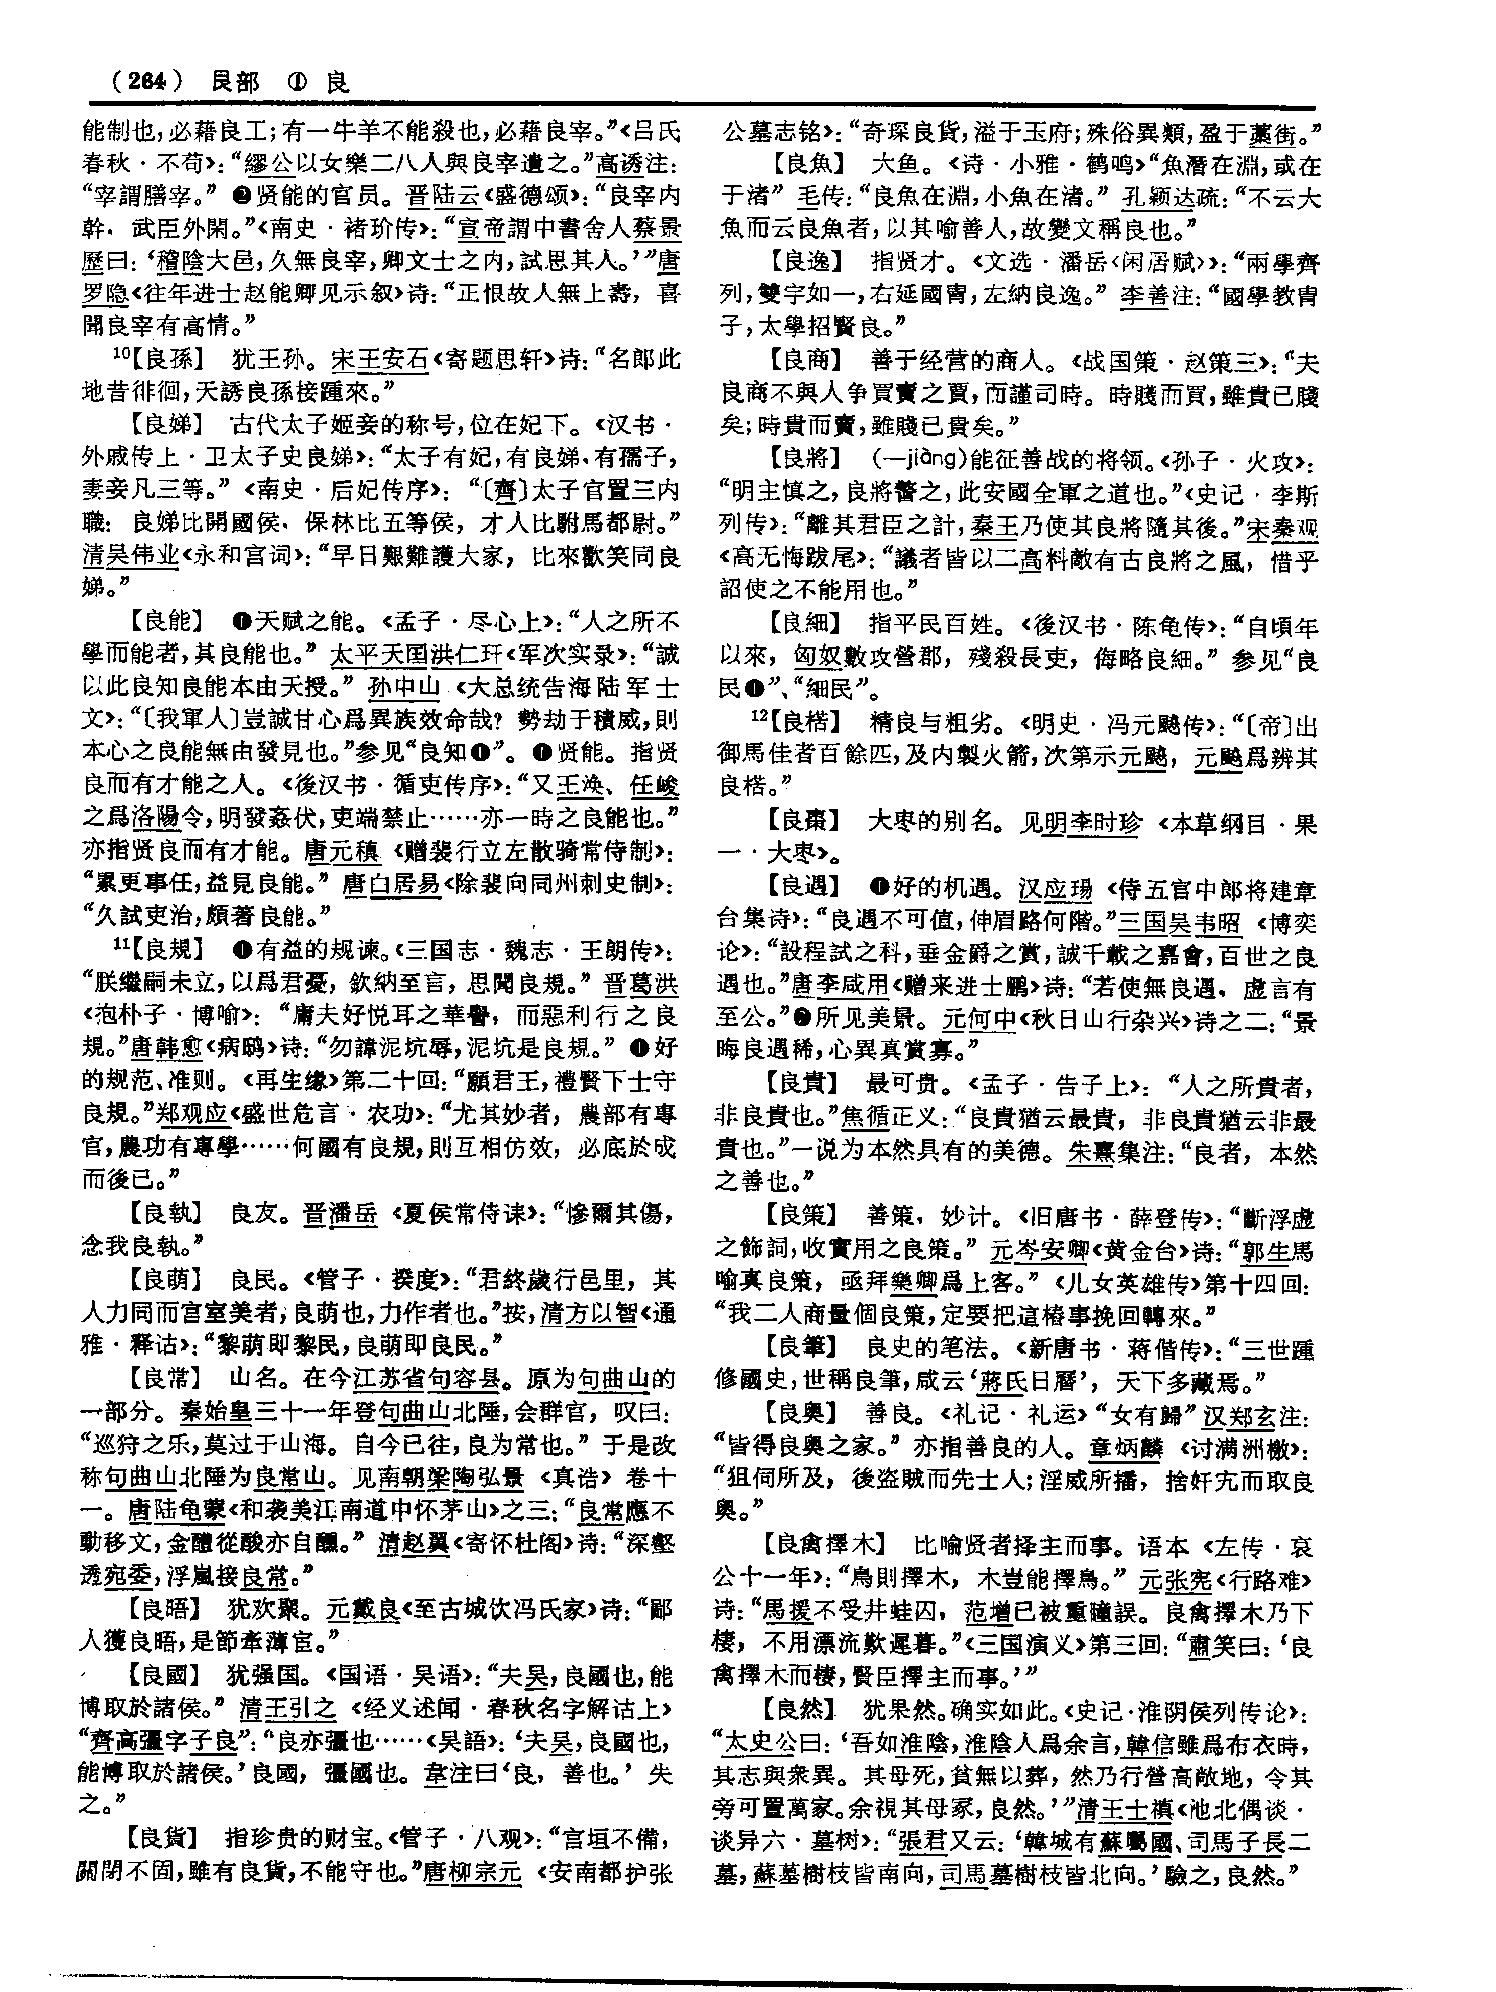 （264） 艮部 ① 良
能制也，必藉良工；有一牛羊不能殺也，必藉良宰。”《吕氏
春秋·不苟》：“繆公以女樂二八人與良宰遺之。”高诱注：
“宰謂膳宰。” ❷贤能的官员。晋陆云《盛德颂》：“良宰内
幹，武臣外閑。”《南史·褚玠传》：“宣帝謂中書舍人蔡景
歷曰：‘稽陰大邑，久無良宰，卿文士之内，試思其人。’”唐
罗隐《往年进士赵能卿见示叙》诗：“正恨故人無上壽，喜
聞良宰有高情。”
10【良孫】 犹王孙。宋王安石《寄题思轩》诗：“名郎此
地昔徘徊，天誘良孫接踵來。”
【良娣】 古代太子姬妾的称号，位在妃下。《汉书·
外戚传上·卫太子史良娣》：“太子有妃，有良娣、有孺子，
妻妾凡三等。” 《南史·后妃传序》：“〔齊〕太子官置三内
職：良娣比開國侯，保林比五等侯，才人比駙馬都尉。”
清吴伟业《永和宫词》：“早日艱難護大家，比來歡笑同良
娣。”
【良能】 ❶天赋之能。《孟子·尽心上》：“人之所不
學而能者，其良能也。”太平天国洪仁玕《军次实录》：“誠
以此良知良能本由天授。” 孙中山《大总统告海陆军士
文》：“〔我軍人〕豈誠甘心爲異族效命哉？勢劫于積威，則
本心之良能無由發見也。”参见“良知❶”。❶贤能。指贤
良而有才能之人。《後汉书·循吏传序》：“又王涣、任峻
之爲洛陽令，明發姦伏，吏端禁止……亦一時之良能也。”
亦指贤良而有才能。唐元稹《赠裴行立左散骑常侍制》：
“累更事任，益見良能。” 唐白居易《除裴向同州刺史制》：
“久試吏治，頗著良能。”
11【良規】 ❶有益的规谏。《三国志·魏志·王朗传》：
“朕繼嗣未立，以爲君憂，欽納至言，思聞良規。” 晋葛洪
《抱朴子·博喻》：“庸夫好悦耳之華譽，而惡利行之良
規。”唐韩愈《病鸱》诗：“勿諱泥坑辱，泥坑是良規。” ❶好
的规范、准则。《再生缘》第二十回：“願君王，禮賢下士守
良規。”郑观应《盛世危言·农功》：“尤其妙者，農部有專
官，農功有專學……何國有良規，則互相仿效，必底於成
而後已。”
【良執】 良友。晋潘岳《夏侯常侍诔》：“慘爾其傷，
念我良執。”
【良萌】 良民。《管子·揆度》：“君終歲行邑里，其
人力同而宫室美者，良萌也，力作者也。”按，清方以智《通
雅·释诂》：“黎萌即黎民，良萌即良民。”
【良常】 山名。在今江苏省句容县。原为句曲山的
一部分。秦始皇三十一年登句曲山北陲，会群官，叹曰：
“巡狩之乐，莫过于山海。自今已往，良为常也。”于是改
称句曲山北陲为良常山。见南朝梁陶弘景《真诰》卷十
一。唐陆龟蒙《和袭美江南道中怀茅山》之三：“良常應不
動移文，金醴從酸亦自醺。” 清赵翼《寄怀杜阁》诗：“深壑
透宛委，浮嵐接良常。”
【良晤】 犹欢聚。元戴良《至古城饮冯氏家》诗：“鄙
人獲良晤，是節牽薄宦。”
【良國】 犹强国。《国语·吴语》：“夫吴，良國也，能
博取於諸侯。” 清王引之《经义述闻·春秋名字解诂上》
“齊高彊字子良”：“良亦彊也……《吴語》：‘夫吴，良國也，
能博取於諸侯。’良國，彊國也。韋注曰‘良，善也。’ 失
之。”
【良貨】 指珍贵的财宝。《管子·八观》：“宫垣不備，
關閉不固，雖有良貨，不能守也。”唐柳宗元《安南都护张
公墓志铭》：“奇琛良貨，溢于玉府；殊俗異類，盈于藁街。”
【良魚】 大鱼。《诗·小雅·鹤鸣》“魚潛在淵，或在
于渚” 毛传：“良魚在淵，小魚在渚。” 孔颖达疏：“不云大
魚而云良魚者，以其喻善人，故變文稱良也。”
【良逸】 指贤才。《文选·潘岳〈闲居赋〉》：“兩學齊
列，雙宇如一，右延國胄，左納良逸。” 李善注：“國學教胄
子，太學招賢良。”
【良商】 善于经营的商人。《战国策·赵策三》：“夫
良商不與人争買賣之賈，而謹司時。時賤而買，雖貴已賤
矣；時貴而賣，雖賤已貴矣。”
【良將】 （一jiàng）能征善战的将领。《孙子·火攻》：
“明主慎之，良將警之，此安國全軍之道也。”《史记·李斯
列传》：“離其君臣之計，秦王乃使其良將隨其後。”宋秦观
《高无悔跋尾》：“議者皆以二高料敵有古良將之風，惜乎
詔使之不能用也。”
【良細】 指平民百姓。《後汉书·陈龟传》：“自頃年
以來，匈奴數攻營郡，殘殺長吏，侮略良細。” 参见“良
民❶”、“細民”。
12【良楛】 精良与粗劣。《明史·冯元飏传》：“〔帝〕出
御馬佳者百餘匹，及内製火箭，次第示元飏，元飏爲辨其
良楛。”
【良棗】 大枣的别名。见明李时珍《本草纲目·果
一·大枣》。
【良遇】 ❶好的机遇。汉应瑒《侍五官中郎将建章
台集诗》：“良遇不可值，伸眉路何階。”三国吴韦昭《博奕
论》：“設程試之科，垂金爵之賞，誠千載之嘉會，百世之良
遇也。”唐李咸用《赠来进士鹏》诗：“若使無良遇，虚言有
至公。”❷所见美景。元何中《秋日山行杂兴》诗之二：“景
晦良遇稀，心異真賞寡。”
【良貴】 最可贵。《孟子·告子上》：“人之所貴者，
非良貴也。”焦循正义：“良貴猶云最貴，非良貴猶云非最
貴也。”一说为本然具有的美德。朱熹集注：“良者，本然
之善也。”
【良策】 善策，妙计。《旧唐书·薛登传》：“斷浮虚
之飾詞，收實用之良策。” 元岑安卿《黄金台》诗：“郭生馬
喻真良策，亟拜樂卿爲上客。” 《儿女英雄传》第十四回：
“我二人商量個良策，定要把這樁事挽回轉來。”
【良筆】 良史的笔法。《新唐书·蒋偕传》：“三世踵
修國史，世稱良筆，咸云‘蔣氏日曆’，天下多藏焉。”
【良奥】 善良。《礼记·礼运》“女有歸”汉郑玄注：
“皆得良奥之家。” 亦指善良的人。章炳麟《讨满洲檄》：
“狙伺所及，後盗賊而先士人；淫威所播，捨奸宄而取良
奥。”
【良禽擇木】 比喻贤者择主而事。语本《左传·哀
公十一年》：“鳥則擇木，木豈能擇鳥。” 元张宪《行路难》
诗：“馬援不受井蛙囚，范增已被重瞳誤。良禽擇木乃下
棲，不用漂流歎遲暮。”《三国演义》第三回：“肅笑曰：‘良
禽擇木而棲，賢臣擇主而事。’”
【良然】 犹果然。确实如此。《史记·淮阴侯列传论》：
“太史公曰：‘吾如淮陰，淮陰人爲余言，韓信雖爲布衣時，
其志與衆異。其母死，貧無以葬，然乃行營高敞地，令其
旁可置萬家。余視其母冢，良然。’”清王士禛《池北偶谈·
谈异六·墓树》：“張君又云：‘韓城有蘇屬國、司馬子長二
墓，蘇墓樹枝皆南向，司馬墓樹枝皆北向。’驗之，良然。”